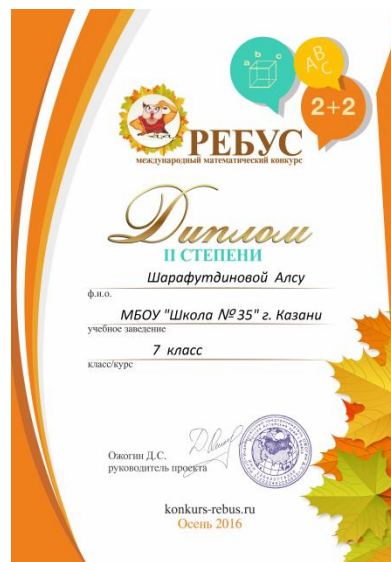 a b c
A B C
2+2
РЕБУС
международный математический конкурс
Диплом
II СТЕПЕНИ
Шарафутдиновой Алсу
ф.и.о.
МБОУ "Школа №35" г. Казани
учебное заведение
7 класс
класс/курс
Ожогин Д.С.
руководитель проекта
konkurs-rebus.ru
Осень 2016